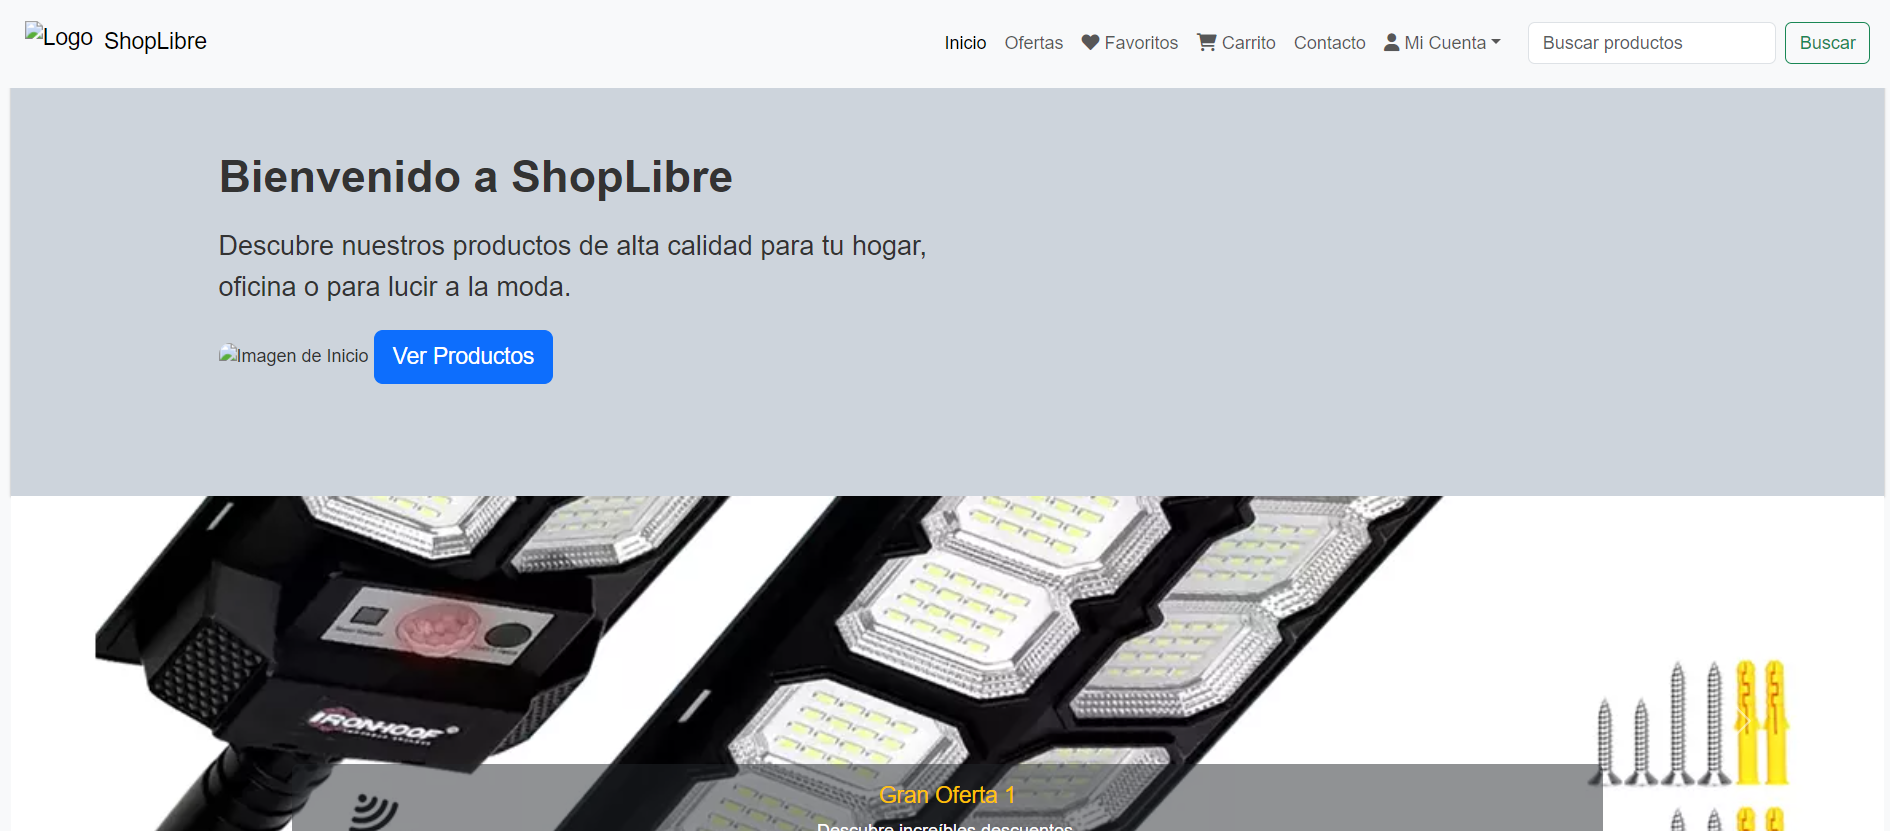 Logo ShopLibre
Inicio Ofertas Favoritos Carrito Contacto Mi Cuenta Buscar productos Buscar
Bienvenido a ShopLibre
Descubre nuestros productos de alta calidad para tu hogar,
oficina o para lucir a la moda.
Imagen de Inicio Ver Productos
IRONHOOF®
Gran Oferta 1
Descubre increíbles descuentos